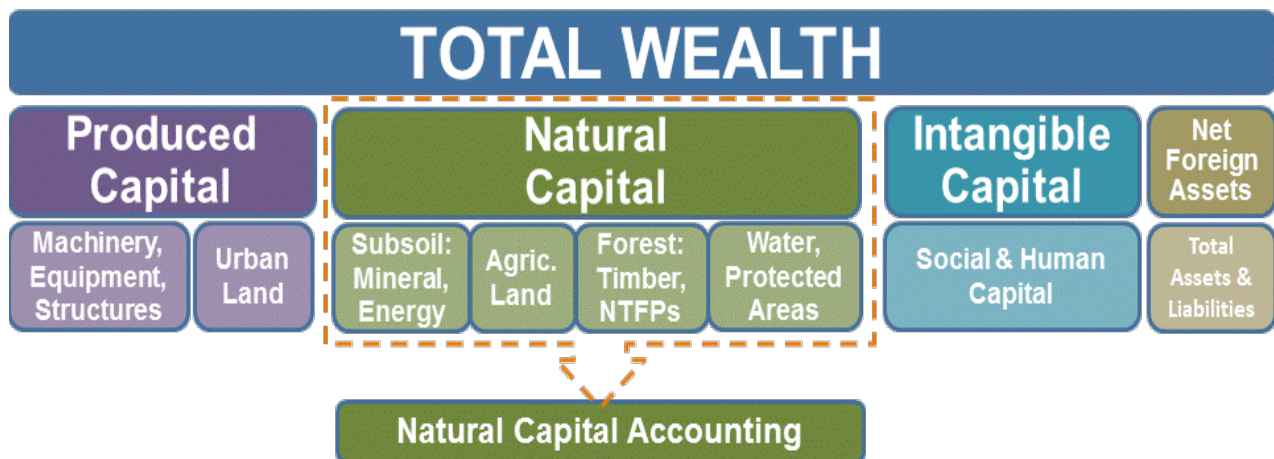 TOTAL WEALTH
Produced
Capital
Natural
Capital
Intangible
Capital
Net
Foreign
Assets
Machinery,
Equipment,
Structures
Urban
Land
Subsoil:
Mineral,
Energy
Agric.
Land
Forest:
Timber,
NTFPs
Water,
Protected
Areas
Social & Human
Capital
Total
Assets &
Liabilities
Natural Capital Accounting